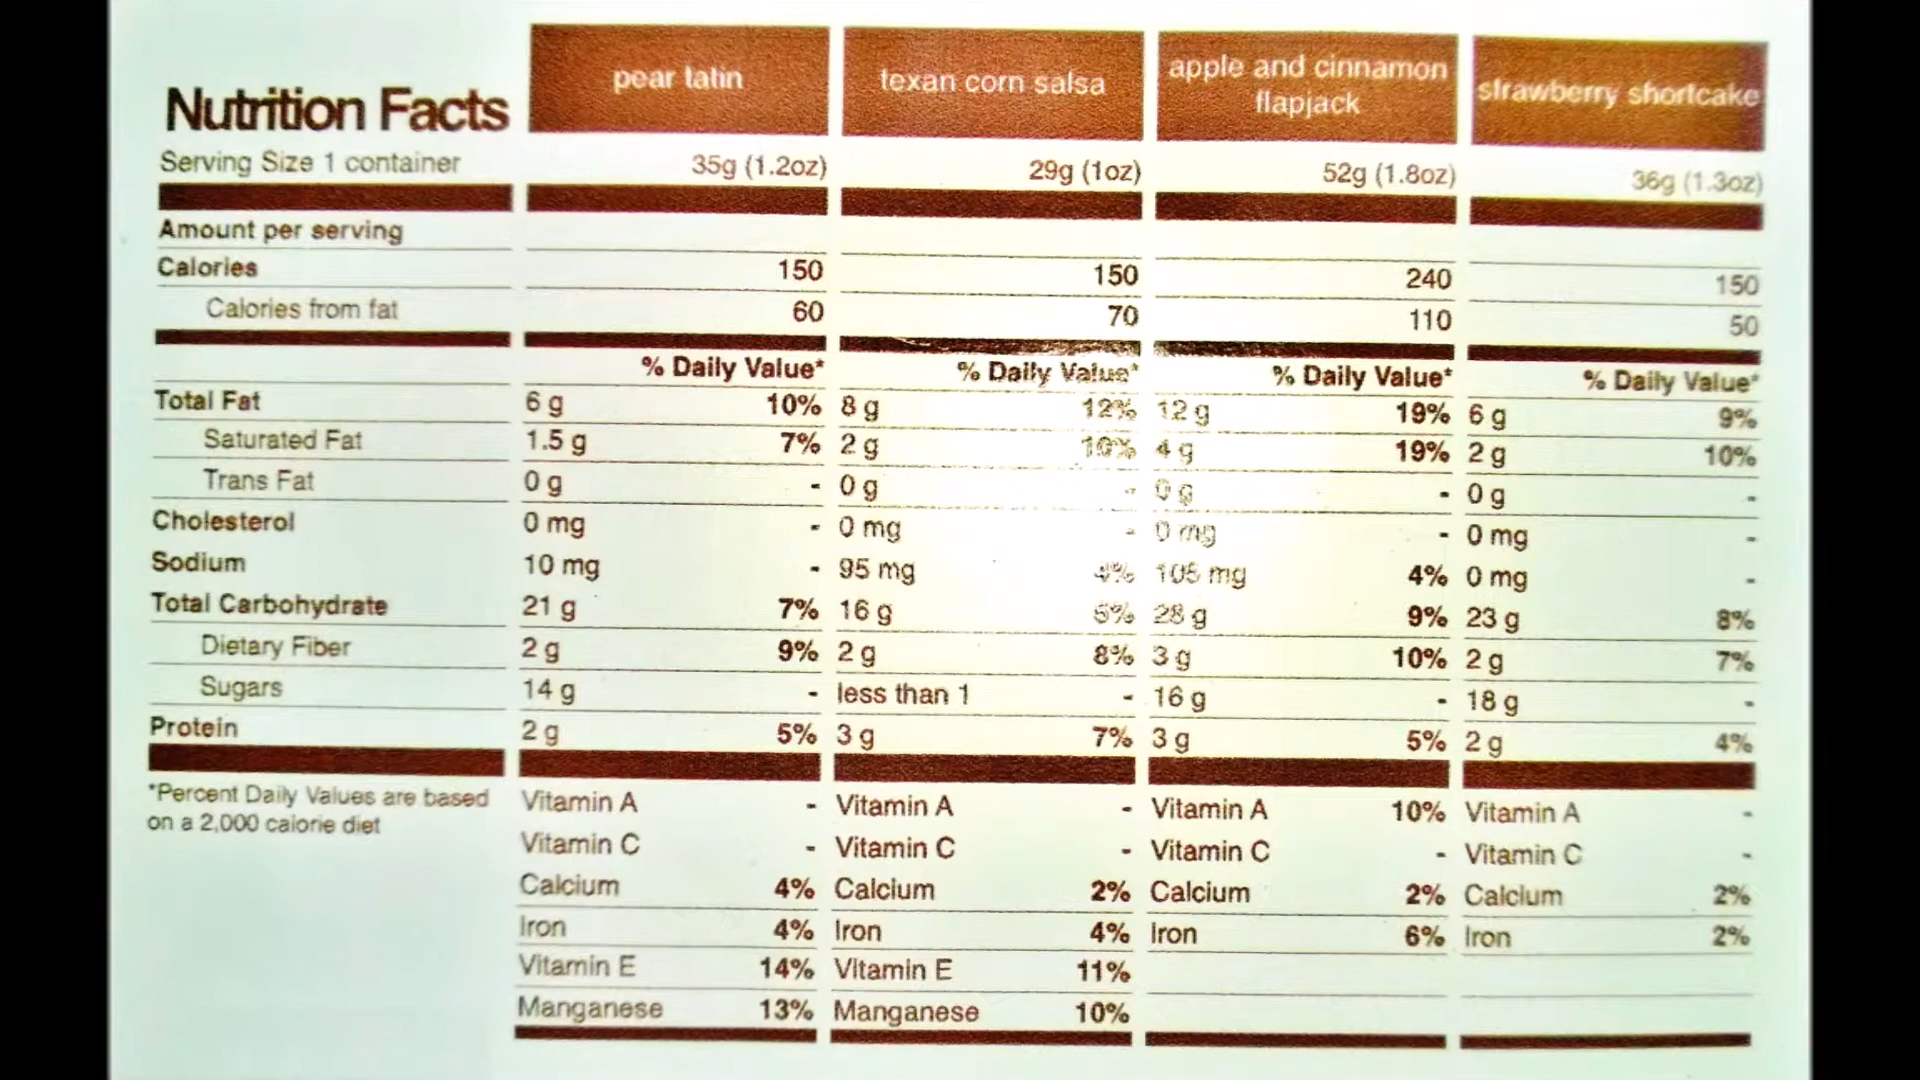 Nutrition Facts
pear tatin
texan corn salsa
apple and cinnamon
flapjack
strawberry shortcake
Serving Size 1 container 35g (1.2oz) 29g (1oz) 52g (1.8oz) 36g (1.3oz)
Amount per serving
Calories 150 150 240 150
Calories from fat 60 70 110 50
% Daily Value* % Daily Value* % Daily Value* % Daily Value*
Total Fat 6 g 10% 8 g 12% 12 g 19% 6 g 9%
Saturated Fat 1.5 g 7% 2 g 10% 4 g 19% 2 g 10%
Trans Fat 0 g - 0 g - 0 g - 0 g -
Cholesterol 0 mg - 0 mg - 0 mg - 0 mg -
Sodium 10 mg - 95 mg 4% 105 mg 4% 0 mg -
Total Carbohydrate 21 g 7% 16 g 5% 28 g 9% 23 g 8%
Dietary Fiber 2 g 9% 2 g 8% 3 g 10% 2 g 7%
Sugars 14 g - less than 1 - 16 g - 18 g -
Protein 2 g 5% 3 g 7% 3 g 5% 2 g 4%
*Percent Daily Values are based
on a 2,000 calorie diet
Vitamin A - Vitamin A - Vitamin A 10% Vitamin A -
Vitamin C - Vitamin C - Vitamin C - Vitamin C -
Calcium 4% Calcium 2% Calcium 2% Calcium 2%
Iron 4% Iron 4% Iron 6% Iron 2%
Vitamin E 14% Vitamin E 11%
Manganese 13% Manganese 10%